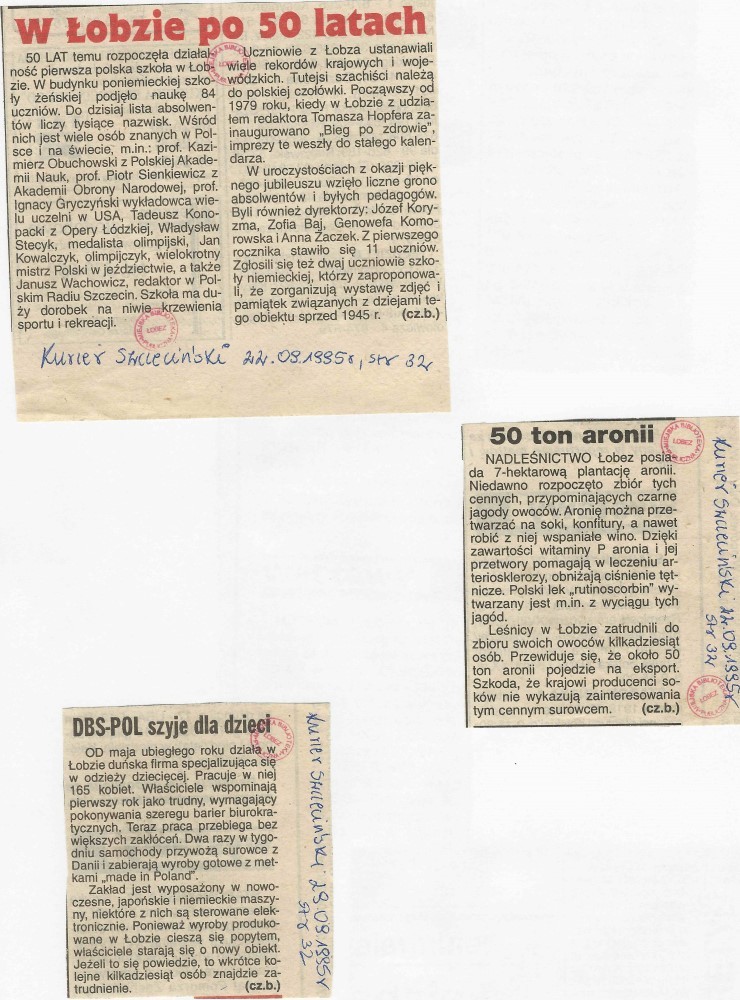 W Łobzie po 50 latach
50 LAT temu rozpoczęła działal-
ność pierwsza polska szkoła w Łob-
zie. W budynku poniemieckiej szko-
ły żeńskiej podjęło naukę 84
uczniów. Do dzisiaj lista absolwen-
tów liczy tysiące nazwisk. Wśród
nich jest wiele osób znanych w Pol-
sce i na świecie, m.in.: prof. Kazi-
mierz Obuchowski z Polskiej Akade-
mii Nauk, prof. Piotr Sienkiewicz z
Akademii Obrony Narodowej, prof.
Ignacy Gryczyński wykładowca wie-
lu uczelni w USA, Tadeusz Kono-
packi z Opery Łódzkiej, Władysław
Stecyk, medalista olimpijski, Jan
Kowalczyk, olimpijczyk, wielokrotny
mistrz Polski w jeździectwie, a także
Janusz Wachowicz, redaktor w Pol-
skim Radiu Szczecin. Szkoła ma du-
ży dorobek na niwie krzewienia
sportu i rekreacji.
Uczniowie z Łobza ustanawiali
wiele rekordów krajowych i woje-
wódzkich. Tutejsi szachiści należą
do polskiej czołówki. Począwszy od
1979 roku, kiedy w Łobzie z udzia-
łem redaktora Tomasza Hopfera za-
inaugurowano „Bieg po zdrowie”,
imprezy te weszły do stałego kalen-
darza.
W uroczystościach z okazji pięk-
nego jubileuszu wzięło liczne grono
absolwentów i byłych pedagogów.
Byli również dyrektorzy: Józef Kory-
zma, Zofia Baj, Genowefa Komo-
rowska i Anna Zaczek. Z pierwszego
rocznika stawiło się 11 uczniów.
Zgłosili się też dwaj uczniowie szko-
ły niemieckiej, którzy zaproponowa-
li, że zorganizują wystawę zdjęć i
pamiątek związanych z dziejami te-
go obiektu sprzed 1945 r. (cz.b.)
Kurier Szczeciński 22.09.1995r, str 32
50 ton aronii
NADLEŚNICTWO Łobez posia-
da 7-hektarową plantację aronii.
Niedawno rozpoczęto zbiór tych
cennych, przypominających czarne
jagody owoców. Aronię można prze-
twarzać na soki, konfitury, a nawet
robić z niej wspaniałe wino. Dzięki
zawartości witaminy P aronia i jej
przetwory pomagają w leczeniu ar-
teriosklerozy, obniżają ciśnienie tęt-
nicze. Polski lek „rutinoscorbin” wy-
twarzany jest m.in. z wyciągu tych
jagód.
Leśnicy w Łobzie zatrudnili do
zbioru swoich owoców kilkadziesiąt
osób. Przewiduje się, że około 50
ton aronii pojedzie na eksport.
Szkoda, że krajowi producenci so-
ków nie wykazują zainteresowania
tym cennym surowcem. (cz.b.)
Kurier Szczeciński 22.09.1995r
str 32
DBS-POL szyje dla dzieci
OD maja ubiegłego roku działa w
Łobzie duńska firma specjalizująca się
w odzieży dziecięcej. Pracuje w niej
165 kobiet. Właściciele wspominają
pierwszy rok jako trudny, wymagający
pokonywania szeregu barier biurokra-
tycznych. Teraz praca przebiega bez
większych zakłóceń. Dwa razy w tygo-
dniu samochody przywożą surowce z
Danii i zabierają wyroby gotowe z met-
kami „made in Poland”.
Zakład jest wyposażony w nowo-
czesne, japońskie i niemieckie maszy-
ny, niektóre z nich są sterowane elek-
tronicznie. Ponieważ wyroby produko-
wane w Łobzie cieszą się popytem,
właściciele starają się o nowy obiekt.
Jeżeli to się powiedzie, to wkrótce ko-
lejne kilkadziesiąt osób znajdzie za-
trudnienie. (cz.b.)
Kurier Szczeciński 28.09.1995r
str 32